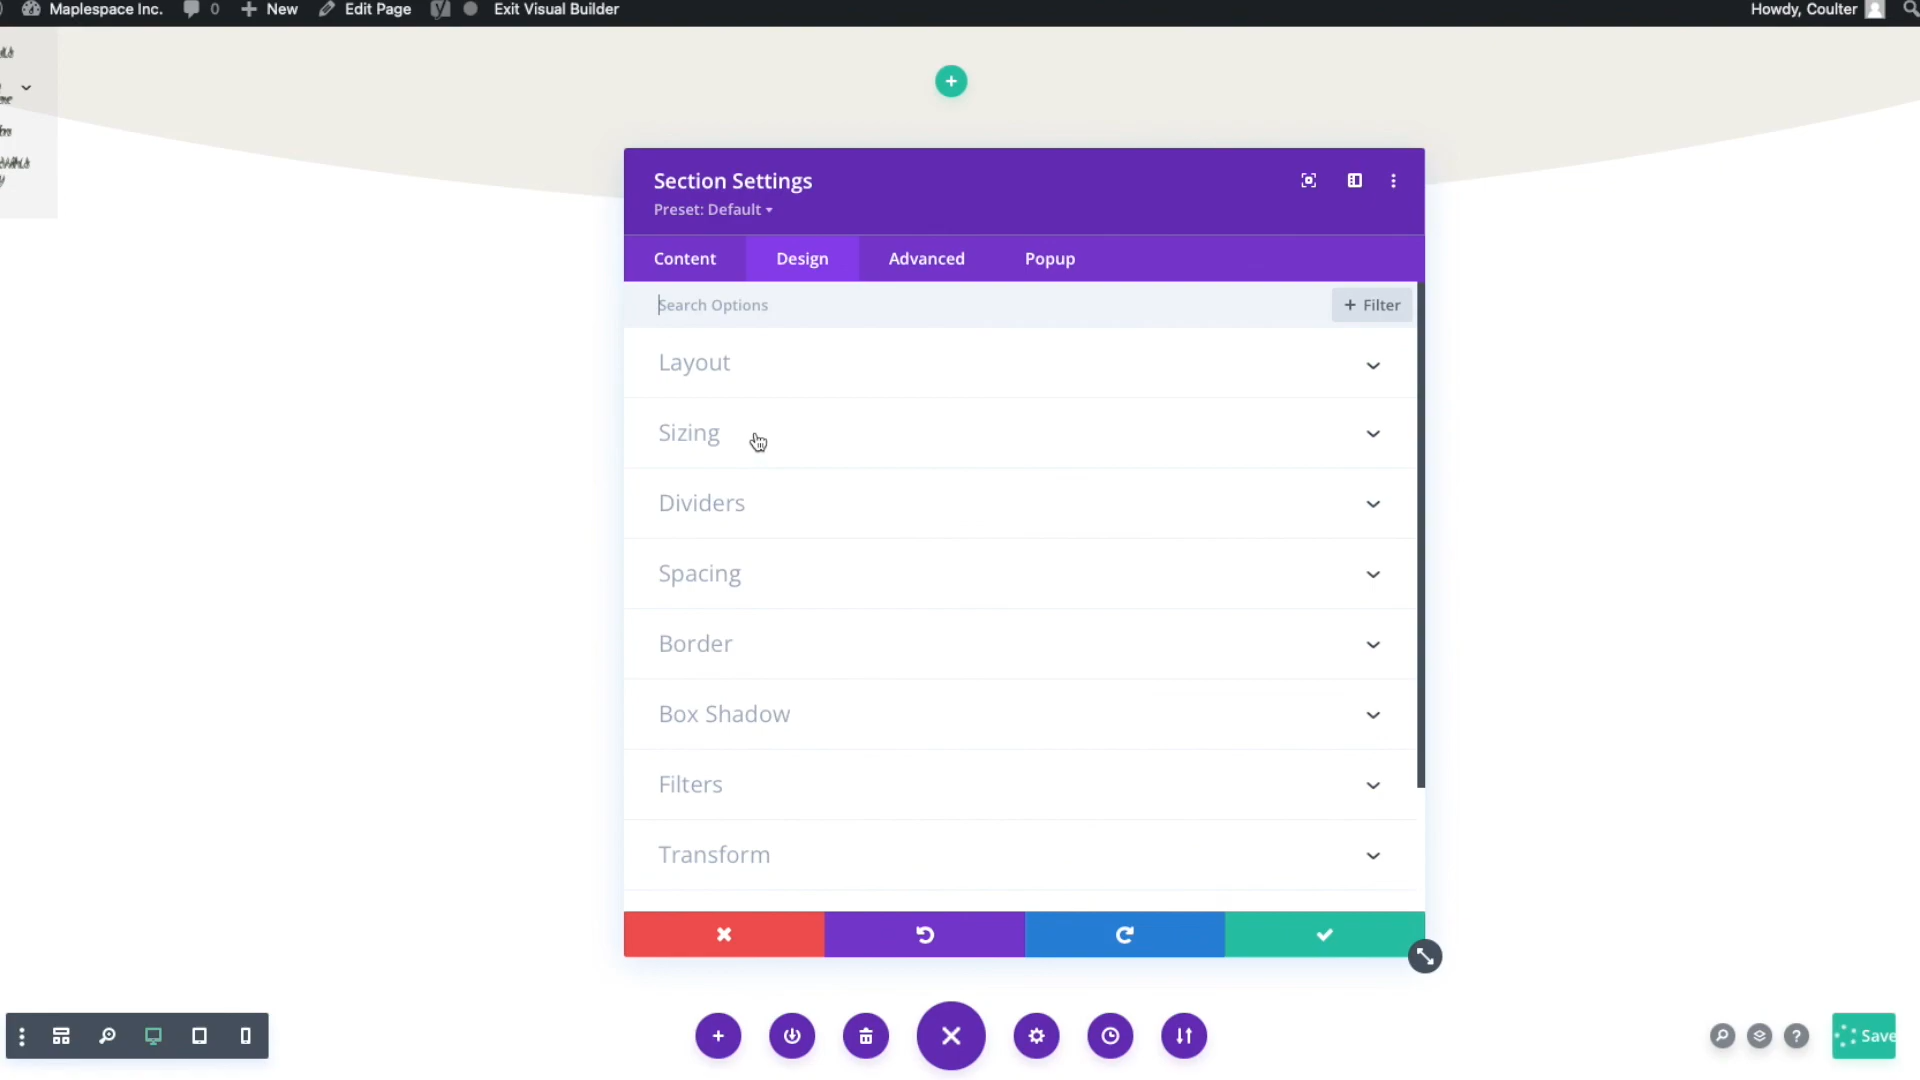 Maplespace Inc. 0 New Edit Page Exit Visual Builder Howdy, Coulter
Section Settings
Preset: Default
Content Design Advanced Popup
Search Options + Filter
Layout
Sizing
Dividers
Spacing
Border
Box Shadow
Filters
Transform
Save